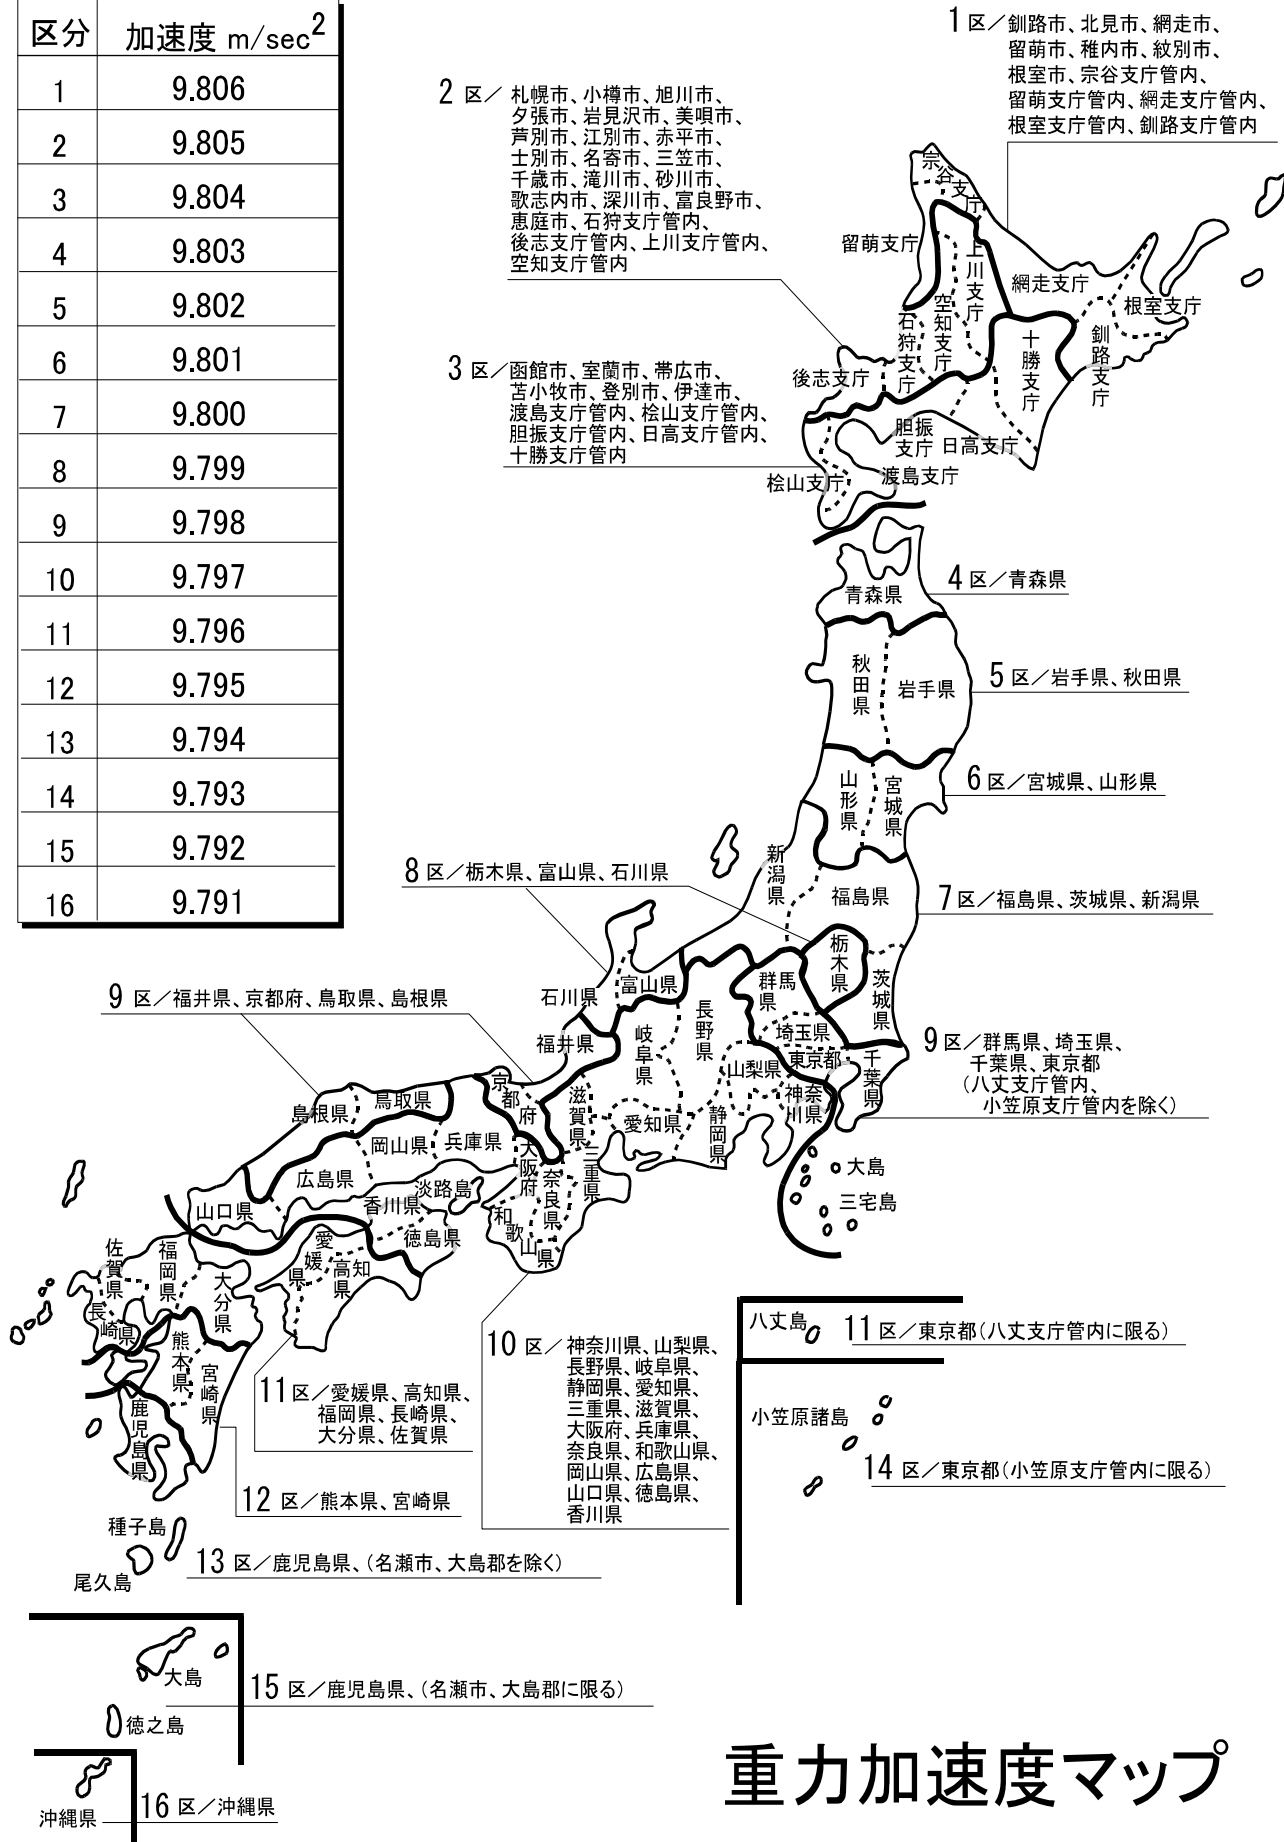 区分 加速度 m/sec2
1 9.806
2 9.805
3 9.804
4 9.803
5 9.802
6 9.801
7 9.800
8 9.799
9 9.798
10 9.797
11 9.796
12 9.795
13 9.794
14 9.793
15 9.792
16 9.791
1 区／釧路市、北見市、網走市、
留萌市、稚内市、紋別市、
根室市、宗谷支庁管内、
留萌支庁管内、網走支庁管内、
根室支庁管内、釧路支庁管内
2 区／札幌市、小樽市、旭川市、
夕張市、岩見沢市、美唄市、
芦別市、江別市、赤平市、
士別市、名寄市、三笠市、
千歳市、滝川市、砂川市、
歌志内市、深川市、富良野市、
恵庭市、石狩支庁管内、
後志支庁管内、上川支庁管内、
空知支庁管内
3 区／函館市、室蘭市、帯広市、
苫小牧市、登別市、伊達市、
渡島支庁管内、桧山支庁管内、
胆振支庁管内、日高支庁管内、
十勝支庁管内
宗谷支庁
留萌支庁
上川支庁
網走支庁
根室支庁
空知支庁
石狩支庁
釧路支庁
十勝支庁
後志支庁
胆振
支庁
日高支庁
桧山支庁
渡島支庁
4 区／青森県
青森県
秋田県
岩手県
5 区／岩手県、秋田県
山形県
宮城県
6 区／宮城県、山形県
新潟県
福島県
7 区／福島県、茨城県、新潟県
8 区／栃木県、富山県、石川県
栃木県
茨城県
群馬
県
富山県
石川県
長野県
埼玉県
9 区／福井県、京都府、鳥取県、島根県
福井県
岐阜県
山梨県
東京都
千葉県
神奈
川県
9 区／群馬県、埼玉県、
千葉県、東京都
（八丈支庁管内、
小笠原支庁管内を除く）
京都府
滋賀県
愛知県
静岡県
島根県
鳥取県
岡山県
兵庫県
大阪府
奈良県
三重県
大島
三宅島
広島県
山口県
香川県
淡路島
徳島県
和歌山県
愛媛県
高知
県
佐賀県
福岡県
大分県
長崎県
熊本県
宮崎県
鹿児島県
八丈島
11 区／東京都（八丈支庁管内に限る）
小笠原諸島
14 区／東京都（小笠原支庁管内に限る）
10 区／神奈川県、山梨県、
長野県、岐阜県、
静岡県、愛知県、
三重県、滋賀県、
大阪府、兵庫県、
奈良県、和歌山県、
岡山県、広島県、
山口県、徳島県、
香川県
11 区／愛媛県、高知県、
福岡県、長崎県、
大分県、佐賀県
12 区／熊本県、宮崎県
種子島
尾久島
13 区／鹿児島県、（名瀬市、大島郡を除く）
大島
15 区／鹿児島県、（名瀬市、大島郡に限る）
徳之島
沖縄県
16 区／沖縄県
重力加速度マップ